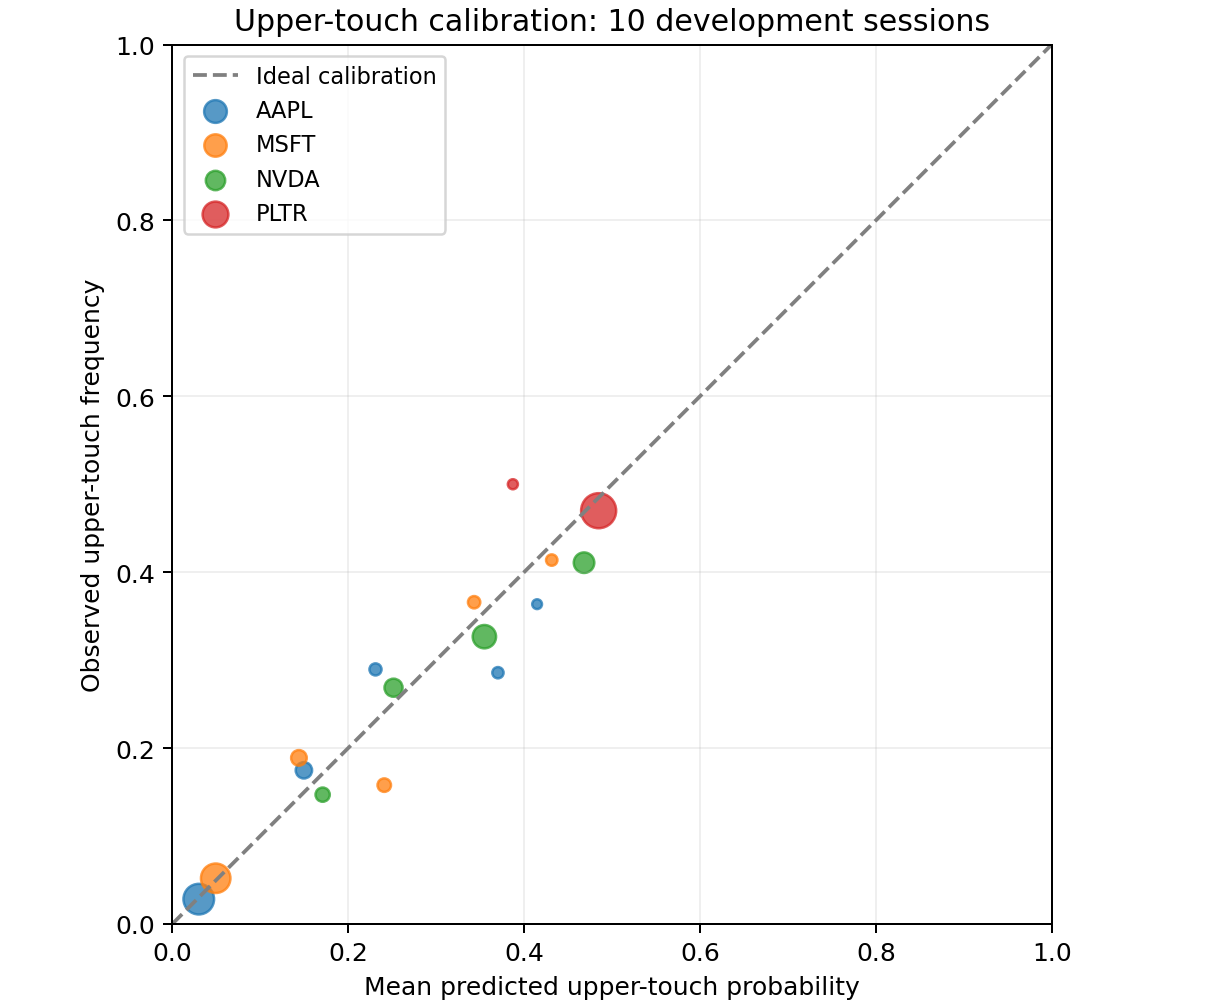 Upper-touch calibration: 10 development sessions
Ideal calibration
AAPL
MSFT
NVDA
PLTR
Observed upper-touch frequency
1.0
0.8
0.6
0.4
0.2
0.0
0.0 0.2 0.4 0.6 0.8 1.0
Mean predicted upper-touch probability